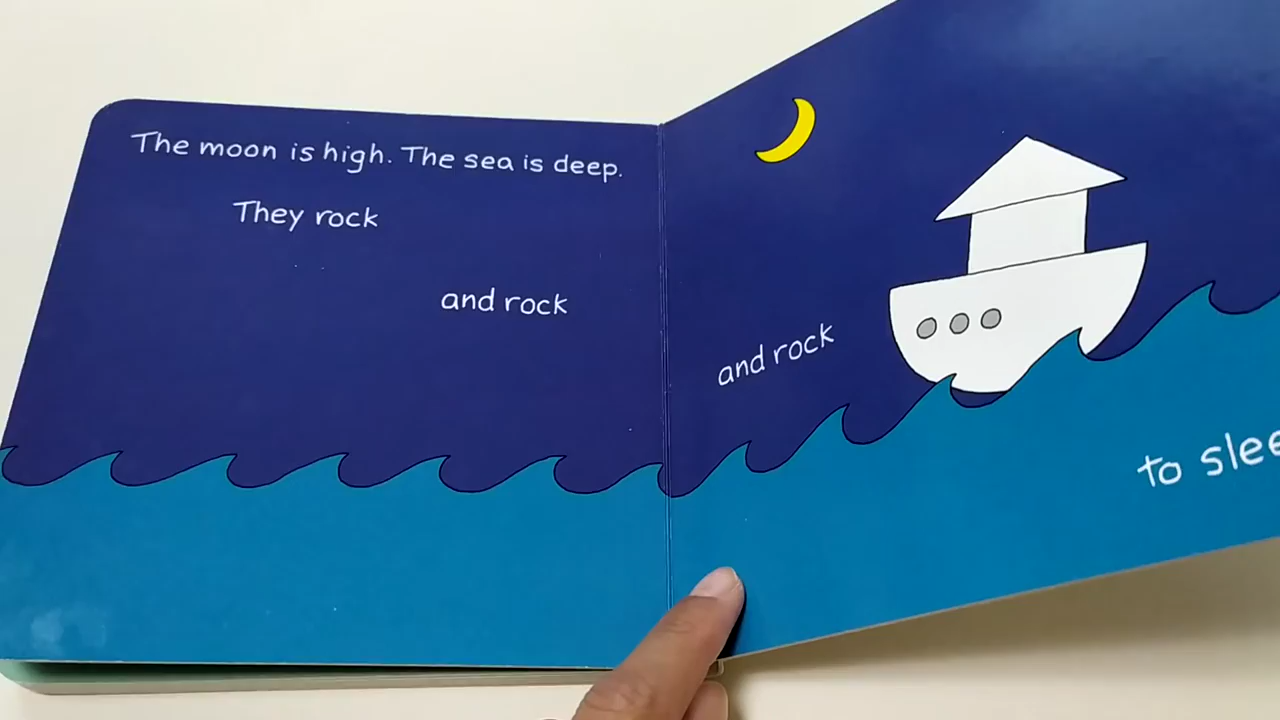 The moon is high. The sea is deep.
They rock
and rock
and rock
to slee